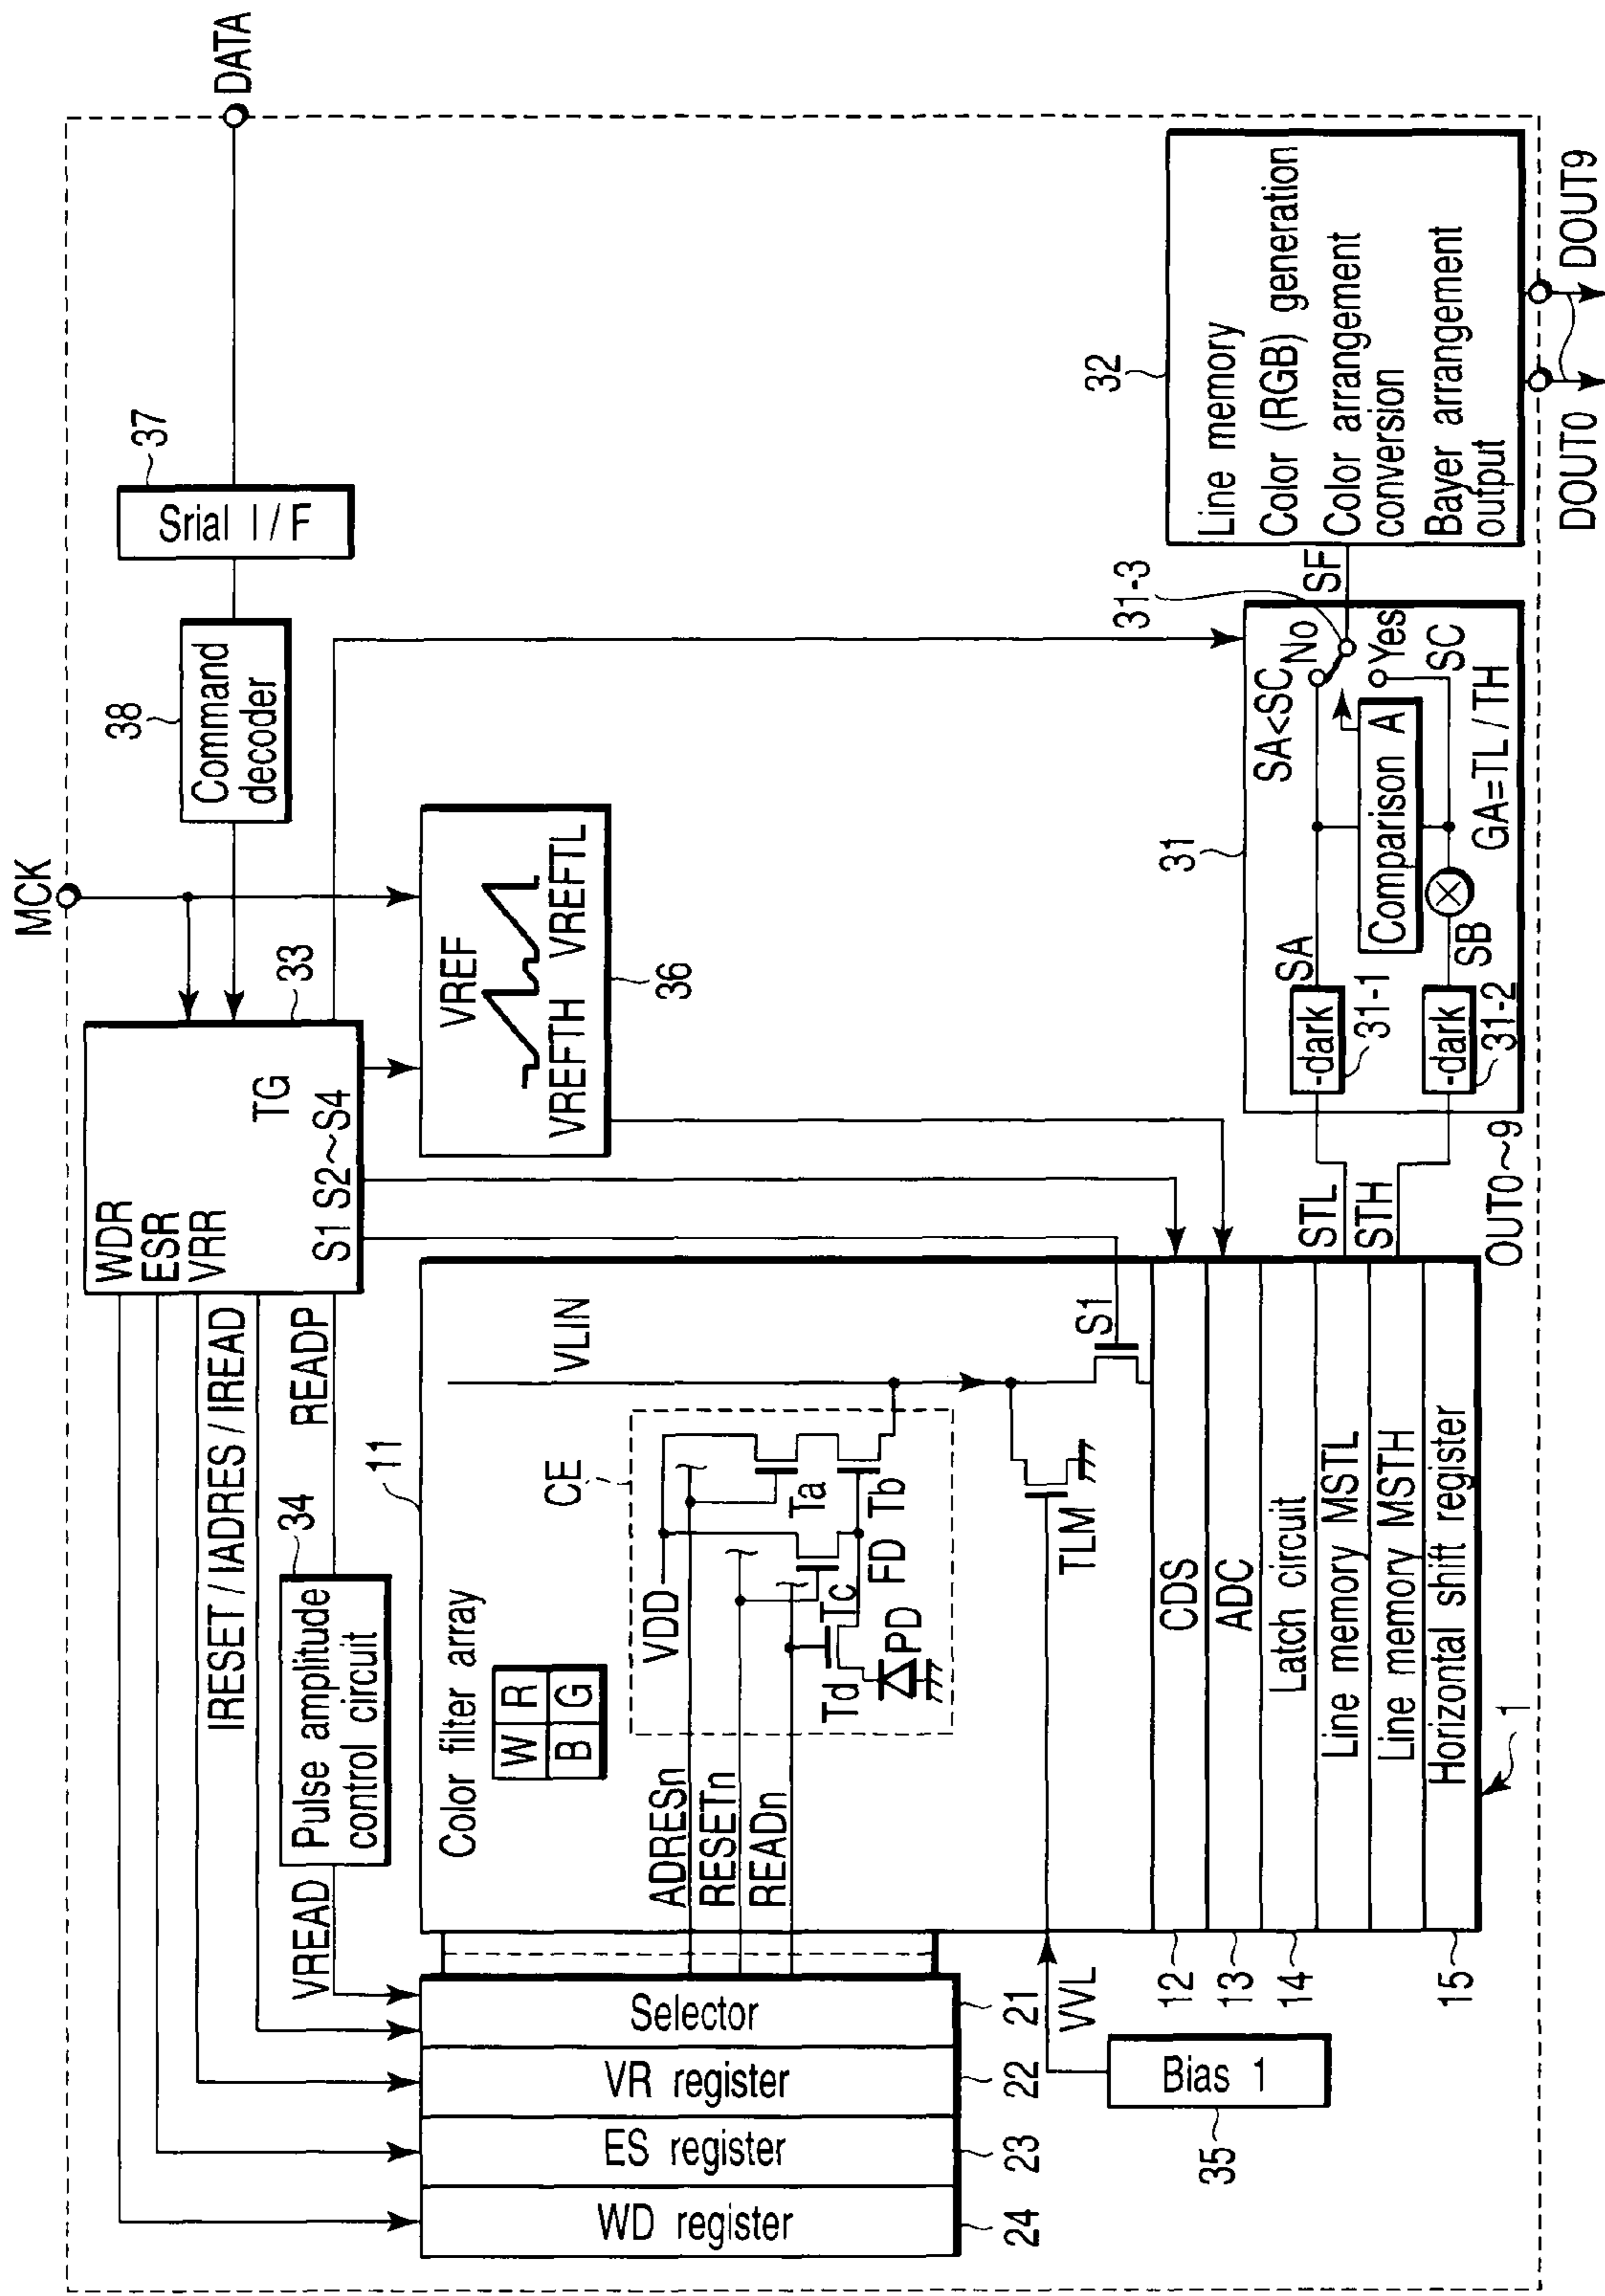 MCK
DATA
37
Srial I / F
38
Command
decoder
33
WDR
ESR
VRR
TG
S1 S2~S4
IRESET / IADRES / IREAD
READP
34
Pulse amplitude
control circuit
VREAD
36
VREF
VREFTH VREFTL
11
Color filter array
W R
B G
VLIN
CE
VDD
Ta
Tb
Tc
Td
FD
PD
ADRESn
RESETn
READn
S1
TLM
Selector
VR register
ES register
WD register
21
22
23
24
VVL
Bias 1
35
CDS
ADC
Latch circuit
Line memory MSTL
Line memory MSTH
Horizontal shift register
12
13
14
15
1
STL
STH
OUT0~9
31
-dark
31-1
-dark
31-2
SA
SB
Comparison A
SA<SC
No
Yes
SC
GA=TL / TH
31-3
SF
32
Line memory
Color (RGB) generation
Color arrangement
conversion
Bayer arrangement
output
DOUT0
DOUT9